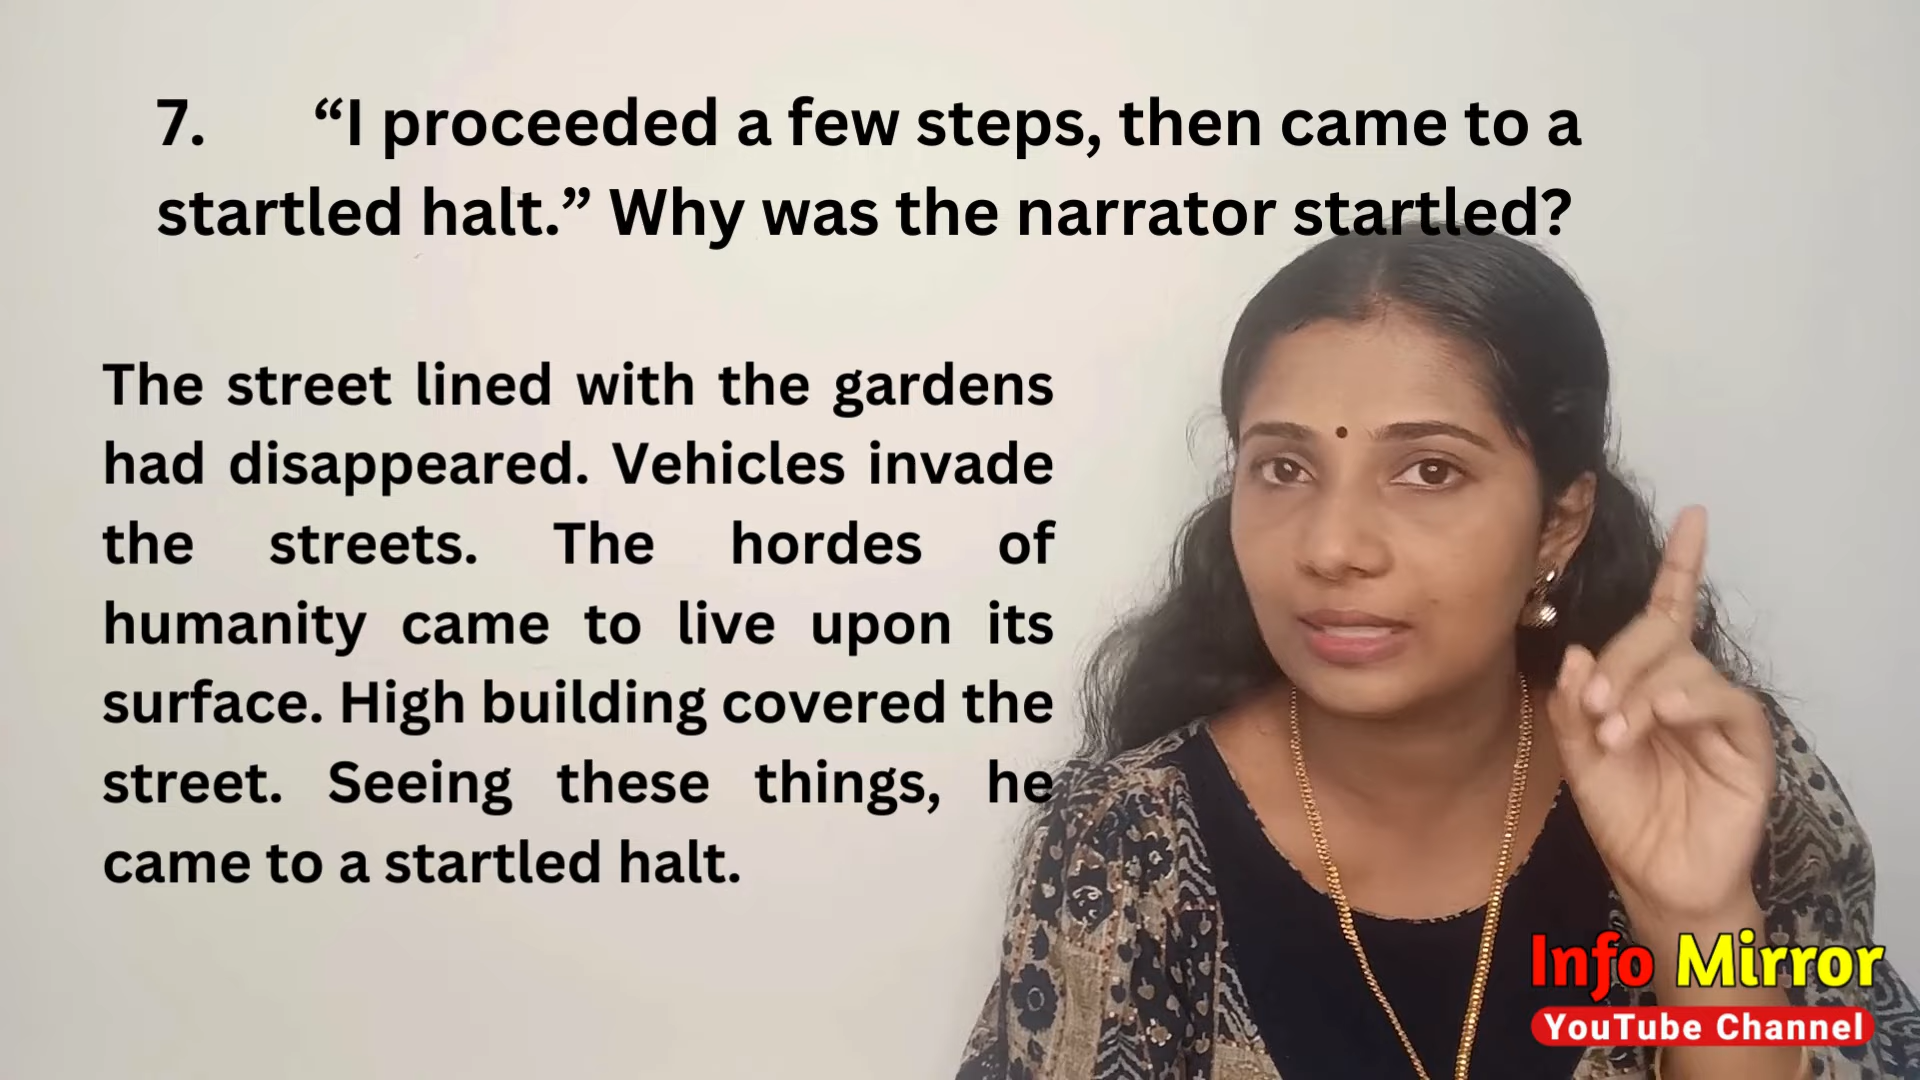 7. “I proceeded a few steps, then came to a
startled halt.” Why was the narrator startled?
The street lined with the gardens
had disappeared. Vehicles invade
the streets. The hordes of
humanity came to live upon its
surface. High building covered the
street. Seeing these things, he
came to a startled halt.
Info Mirror
YouTube Channel